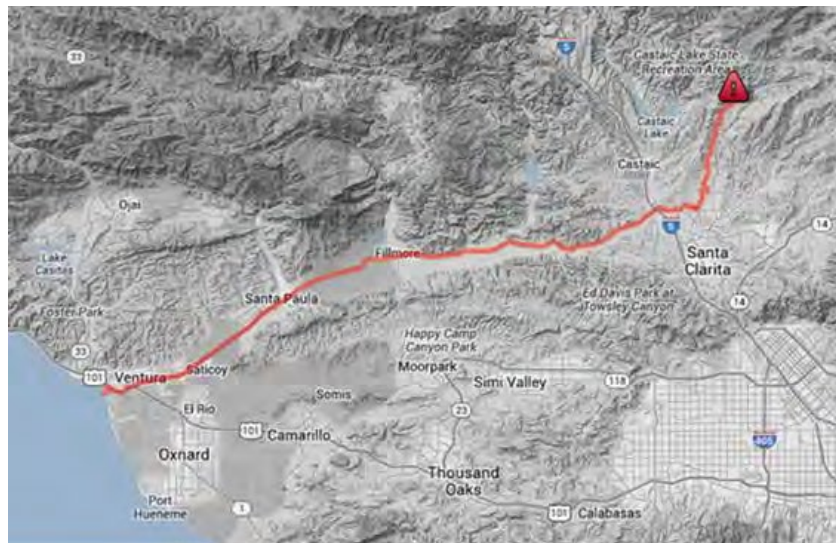 33
5
Castaic Lake State
Recreation Area
!
Castaic
Lake
Castaic
Ojai
14
5
Santa
Clarita
Lake
Casitas
Fillmore
Santa Paula
Ed Davis Park at
Towsley Canyon
14
Foster Park
Happy Camp
Canyon Park
33
101
Ventura
Saticoy
Moorpark
Simi Valley
118
Somis
El Rio
23
101
Camarillo
405
Oxnard
Thousand
Oaks
Port
Hueneme
1
101
Calabasas